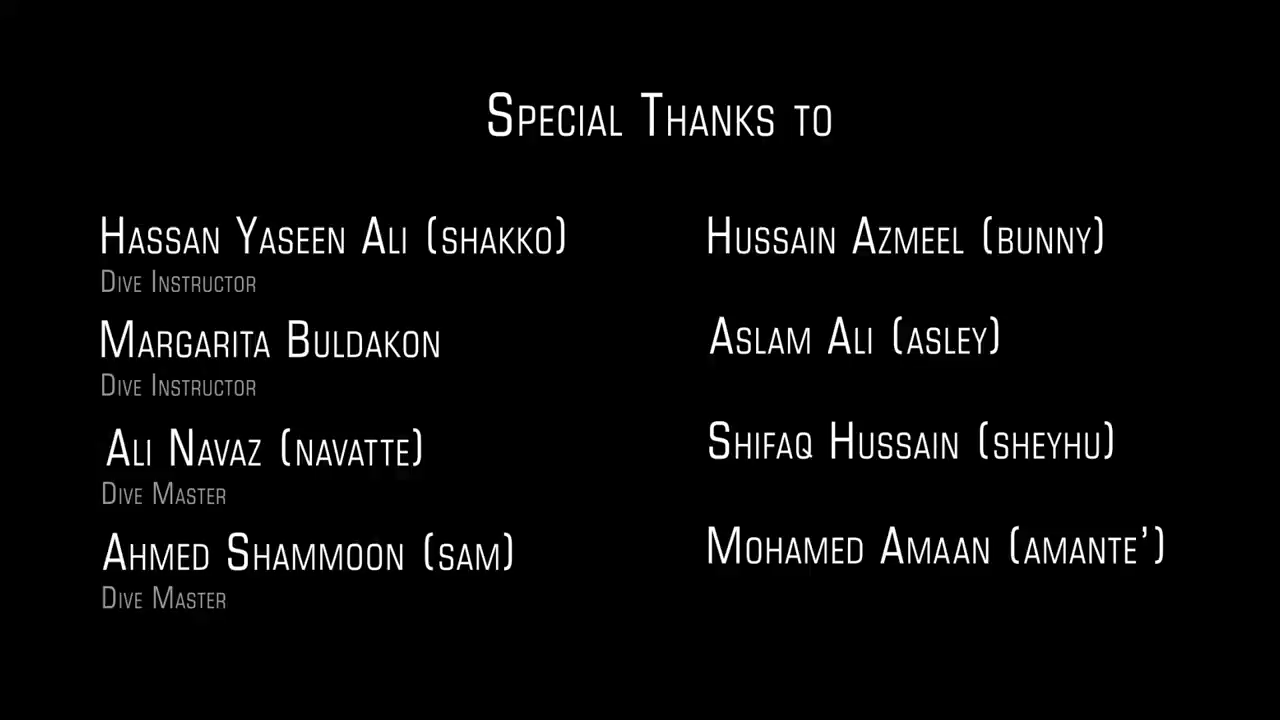 Special Thanks to
Hassan Yaseen Ali (shakko)
Dive Instructor
Margarita Buldakon
Dive Instructor
Ali Navaz (navatte)
Dive Master
Ahmed Shammoon (sam)
Dive Master
Hussain Azmeel (bunny)
Aslam Ali (asley)
Shifaq Hussain (sheyhu)
Mohamed Amaan (amante’)